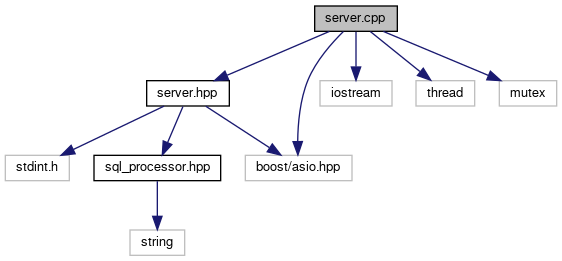 server.cpp
server.hpp
iostream
thread
mutex
stdint.h
sql_processor.hpp
boost/asio.hpp
string